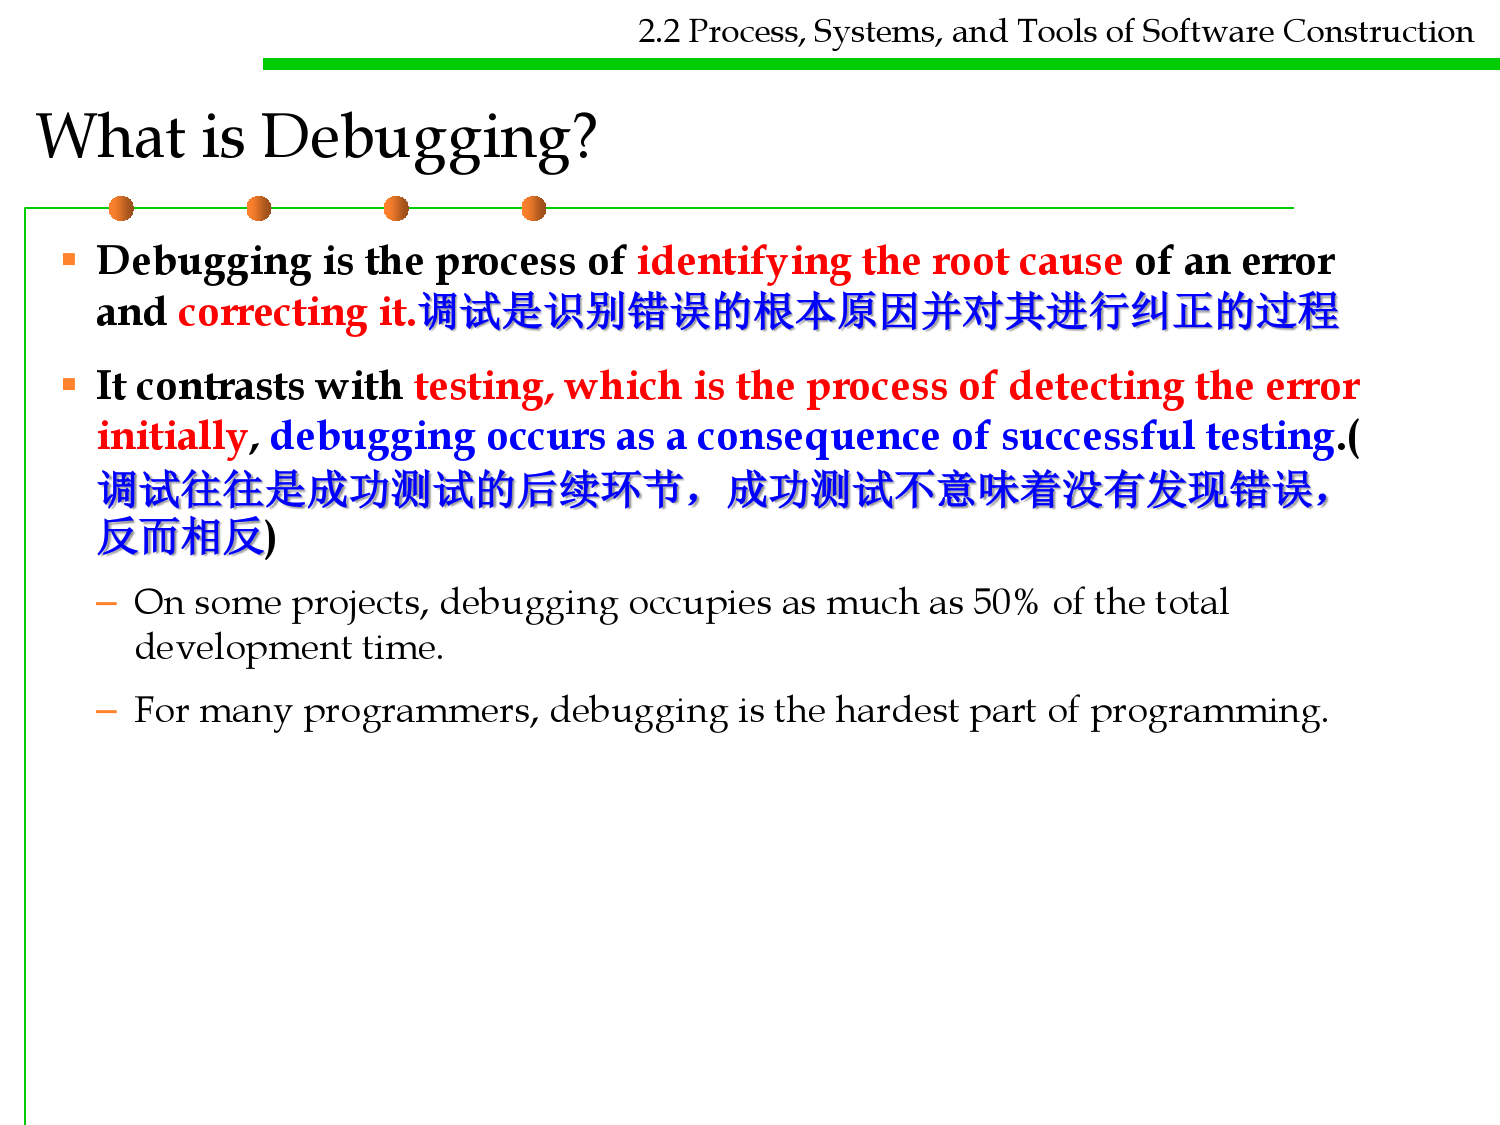 2.2 Process, Systems, and Tools of Software Construction
What is Debugging?
▪ Debugging is the process of identifying the root cause of an error
and correcting it.调试是识别错误的根本原因并对其进行纠正的过程
▪ It contrasts with testing, which is the process of detecting the error
initially, debugging occurs as a consequence of successful testing.(
调试往往是成功测试的后续环节，成功测试不意味着没有发现错误，
反而相反)
– On some projects, debugging occupies as much as 50% of the total
development time.
– For many programmers, debugging is the hardest part of programming.